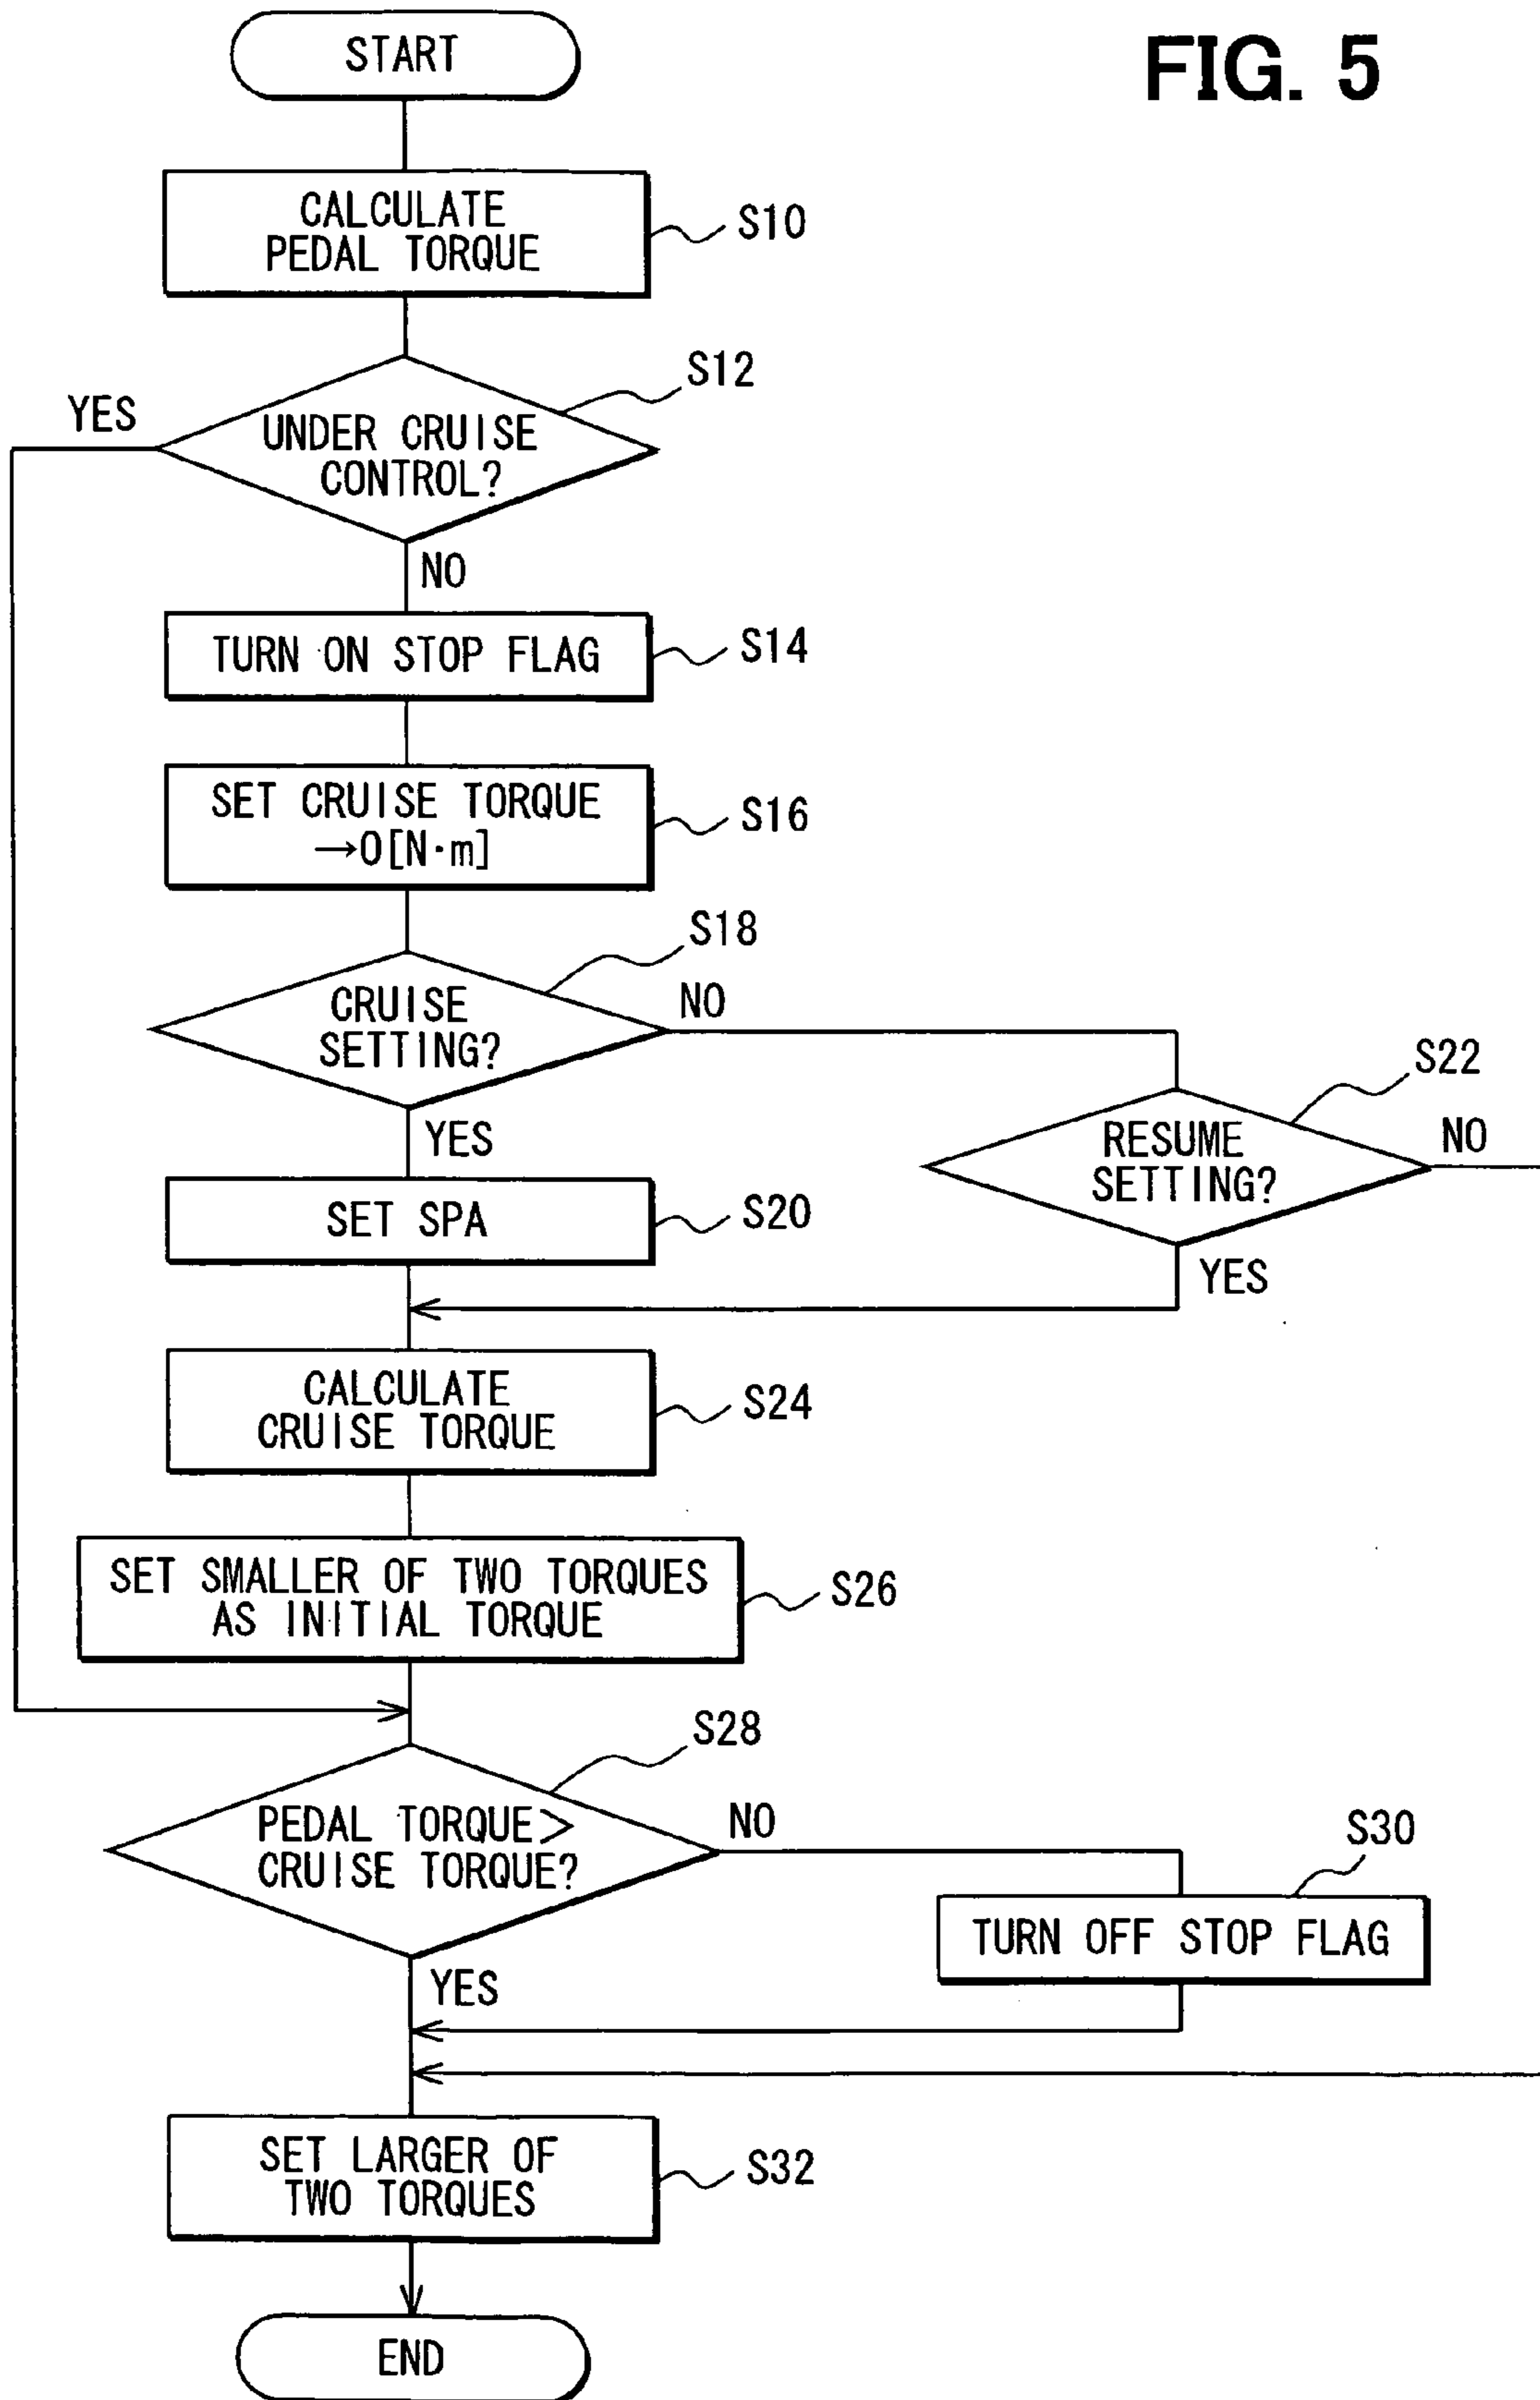 FIG. 5
START
CALCULATE
PEDAL TORQUE
S10
S12
YES
UNDER CRUISE
CONTROL?
NO
TURN ON STOP FLAG
S14
SET CRUISE TORQUE
→0[N·m]
S16
S18
CRUISE
SETTING?
NO
S22
YES
RESUME
SETTING?
NO
SET SPA
S20
YES
CALCULATE
CRUISE TORQUE
S24
SET SMALLER OF TWO TORQUES
AS INITIAL TORQUE
S26
S28
PEDAL TORQUE>
CRUISE TORQUE?
NO
S30
TURN OFF STOP FLAG
YES
SET LARGER OF
TWO TORQUES
S32
END